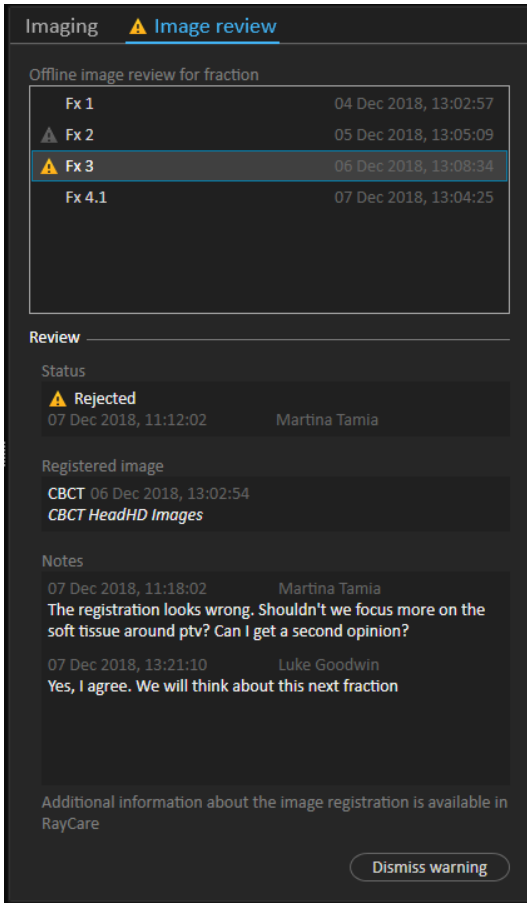 Imaging Image review
Offline image review for fraction
Fx 1 04 Dec 2018, 13:02:57
Fx 2 05 Dec 2018, 13:05:09
Fx 3 06 Dec 2018, 13:08:34
Fx 4.1 07 Dec 2018, 13:04:25
Review
Status
Rejected
07 Dec 2018, 11:12:02 Martina Tamia
Registered image
CBCT 06 Dec 2018, 13:02:54
CBCT HeadHD Images
Notes
07 Dec 2018, 11:18:02 Martina Tamia
The registration looks wrong. Shouldn't we focus more on the
soft tissue around ptv? Can I get a second opinion?
07 Dec 2018, 13:21:10 Luke Goodwin
Yes, I agree. We will think about this next fraction
Additional information about the image registration is available in
RayCare
Dismiss warning